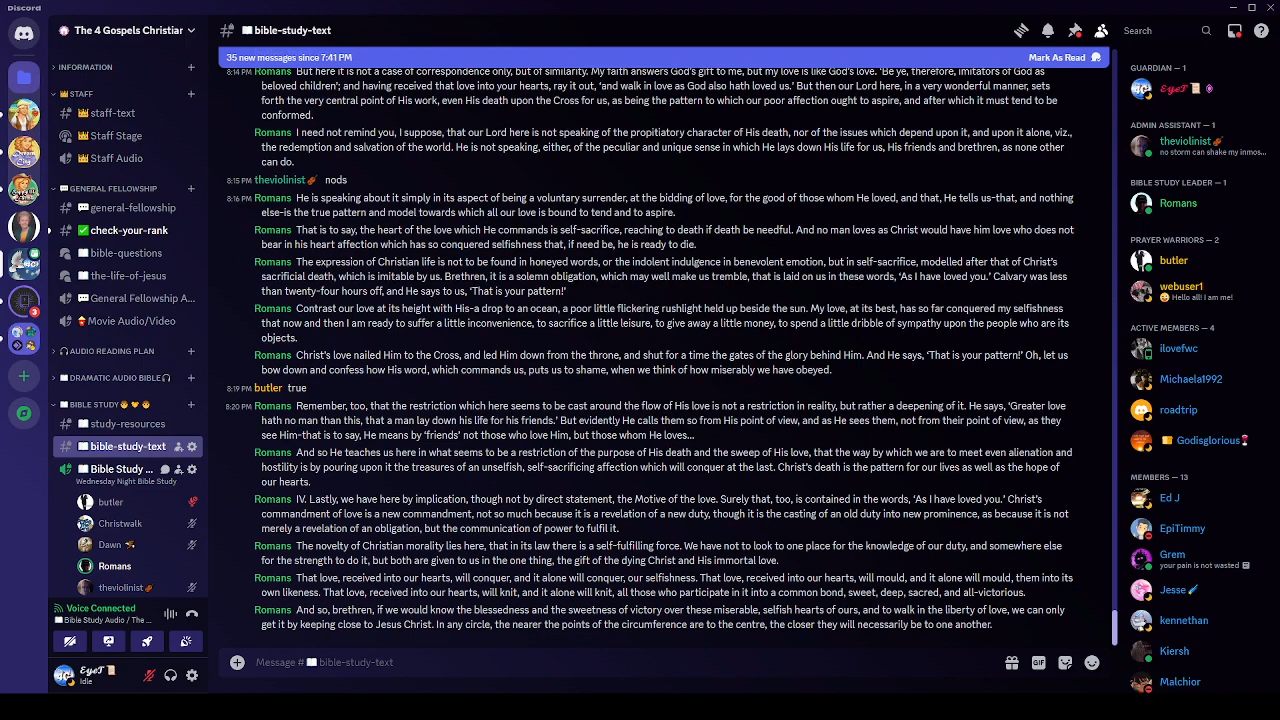 Discord
The 4 Gospels Christian
INFORMATION
STAFF
staff-text
Staff Stage
Staff Audio
GENERAL FELLOWSHIP
general-fellowship
check-your-rank
bible-questions
the-life-of-jesus
General Fellowship A...
Movie Audio/Video
AUDIO READING PLAN
DRAMATIC AUDIO BIBLE
BIBLE STUDY
study-resources
bible-study-text
Bible Study ...
Wednesday Night Bible Study
butler
Christwalk
Dawn
Romans
theviolinist
Voice Connected
Bible Study Audio / The ...
EyeT
Idle
3
bible-study-text
Search
35 new messages since 7:41 PM
Mark As Read
8:14 PM Romans But here it is not a case of correspondence only, but of similarity. My faith answers God's gift to me, but my love is like God's love. 'Be ye, therefore, imitators of God as
beloved children'; and having received that love into your hearts, ray it out, 'and walk in love as God also hath loved us.' But then our Lord here, in a very wonderful manner, sets
forth the very central point of His work, even His death upon the Cross for us, as being the pattern to which our poor affection ought to aspire, and after which it must tend to be
conformed.
Romans I need not remind you, I suppose, that our Lord here is not speaking of the propitiatory character of His death, nor of the issues which depend upon it, and upon it alone, viz.,
the redemption and salvation of the world. He is not speaking, either, of the peculiar and unique sense in which He lays down His life for us, His friends and brethren, as none other
can do.
8:15 PM theviolinist nods
8:16 PM Romans He is speaking about it simply in its aspect of being a voluntary surrender, at the bidding of love, for the good of those whom He loved, and that, He tells us-that, and nothing
else-is the true pattern and model towards which all our love is bound to tend and to aspire.
Romans That is to say, the heart of the love which He commands is self-sacrifice, reaching to death if death be needful. And no man loves as Christ would have him love who does not
bear in his heart affection which has so conquered selfishness that, if need be, he is ready to die.
Romans The expression of Christian life is not to be found in honeyed words, or the indolent indulgence in benevolent emotion, but in self-sacrifice, modelled after that of Christ's
sacrificial death, which is imitable by us. Brethren, it is a solemn obligation, which may well make us tremble, that is laid on us in these words, 'As I have loved you.' Calvary was less
than twenty-four hours off, and He says to us, 'That is your pattern!'
Romans Contrast our love at its height with His-a drop to an ocean, a poor little flickering rushlight held up beside the sun. My love, at its best, has so far conquered my selfishness
that now and then I am ready to suffer a little inconvenience, to sacrifice a little leisure, to give away a little money, to spend a little dribble of sympathy upon the people who are its
objects.
Romans Christ's love nailed Him to the Cross, and led Him down from the throne, and shut for a time the gates of the glory behind Him. And He says, 'That is your pattern!' Oh, let us
bow down and confess how His word, which commands us, puts us to shame, when we think of how miserably we have obeyed.
8:19 PM butler true
8:20 PM Romans Remember, too, that the restriction which here seems to be cast around the flow of His love is not a restriction in reality, but rather a deepening of it. He says, 'Greater love
hath no man than this, that a man lay down his life for his friends.' But evidently He calls them so from His point of view, and as He sees them, not from their point of view, as they
see Him-that is to say, He means by 'friends' not those who love Him, but those whom He loves...
Romans And so He teaches us here in what seems to be a restriction of the purpose of His death and the sweep of His love, that the way by which we are to meet even alienation and
hostility is by pouring upon it the treasures of an unselfish, self-sacrificing affection which will conquer at the last. Christ's death is the pattern for our lives as well as the hope of
our hearts.
Romans IV. Lastly, we have here by implication, though not by direct statement, the Motive of the love. Surely that, too, is contained in the words, 'As I have loved you.' Christ's
commandment of love is a new commandment, not so much because it is a revelation of a new duty, though it is the casting of an old duty into new prominence, as because it is not
merely a revelation of an obligation, but the communication of power to fulfil it.
Romans The novelty of Christian morality lies here, that in its law there is a self-fulfilling force. We have not to look to one place for the knowledge of our duty, and somewhere else
for the strength to do it, but both are given to us in the one thing, the gift of the dying Christ and His immortal love.
Romans That love, received into our hearts, will conquer, and it alone will conquer, our selfishness. That love, received into our hearts, will mould, and it alone will mould, them into its
own likeness. That love, received into our hearts, will knit, and it alone will knit, all those who participate in it into a common bond, sweet, deep, sacred, and all-victorious.
Romans And so, brethren, if we would know the blessedness and the sweetness of victory over these miserable, selfish hearts of ours, and to walk in the liberty of love, we can only
get it by keeping close to Jesus Christ. In any circle, the nearer the points of the circumference are to the centre, the closer they will necessarily be to one another.
Message # bible-study-text
GIF
GUARDIAN — 1
EyeT
ADMIN ASSISTANT — 1
theviolinist
no storm can shake my inmos...
BIBLE STUDY LEADER — 1
Romans
PRAYER WARRIORS — 2
butler
webuser1
Hello all! I am me!
ACTIVE MEMBERS — 4
ilovefwc
Michaela1992
roadtrip
Godisglorious
MEMBERS — 13
Ed J
EpiTimmy
Grem
your pain is not wasted
Jesse
kennethan
Kiersh
Malchior